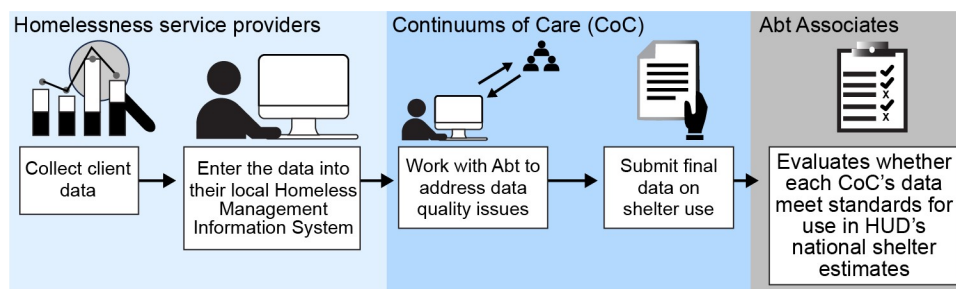 Homelessness service providers
Continuums of Care (CoC)
Abt Associates
Collect client
data
Enter the data into
their local Homeless
Management
Information System
Work with Abt to
address data
quality issues
Submit final
data on
shelter use
Evaluates whether
each CoC's data
meet standards for
use in HUD's
national shelter
estimates
x
x